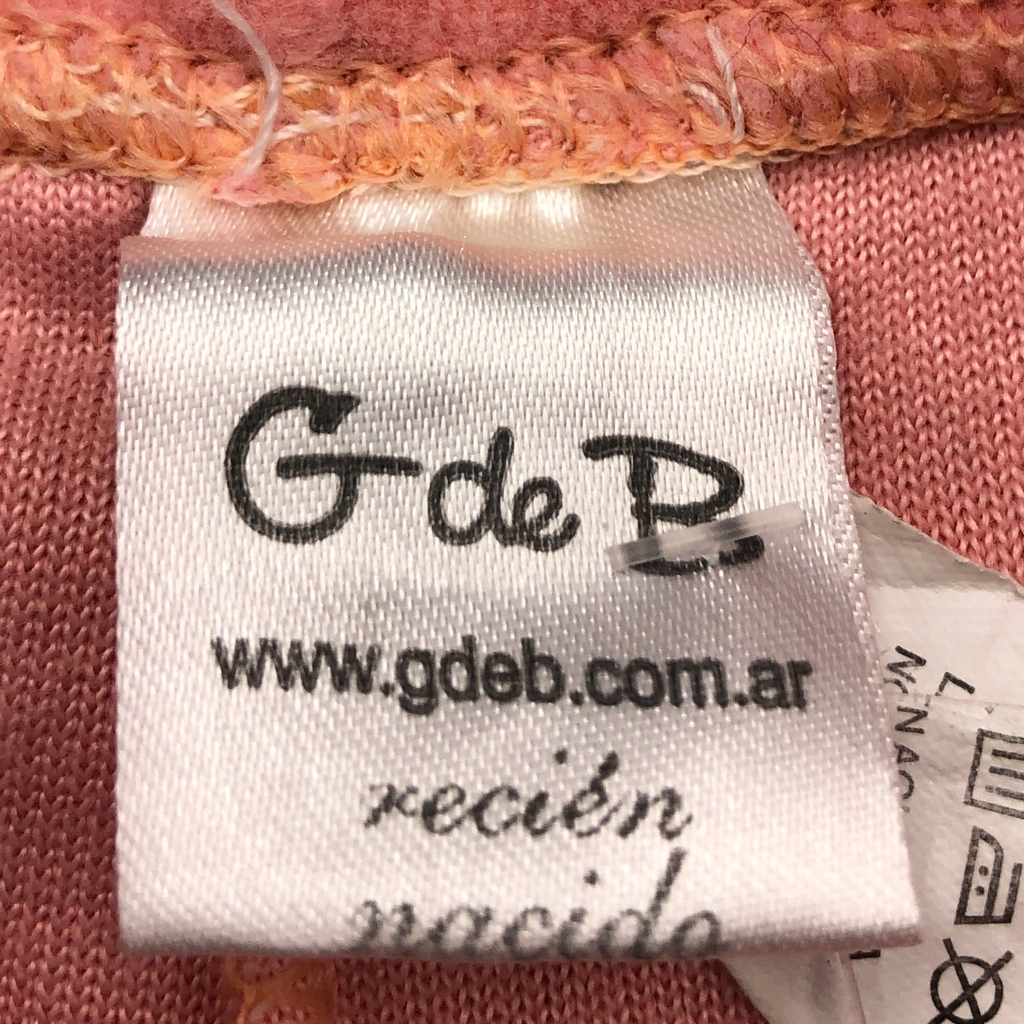 G de B
www.gdeb.com.ar
recién
nacido